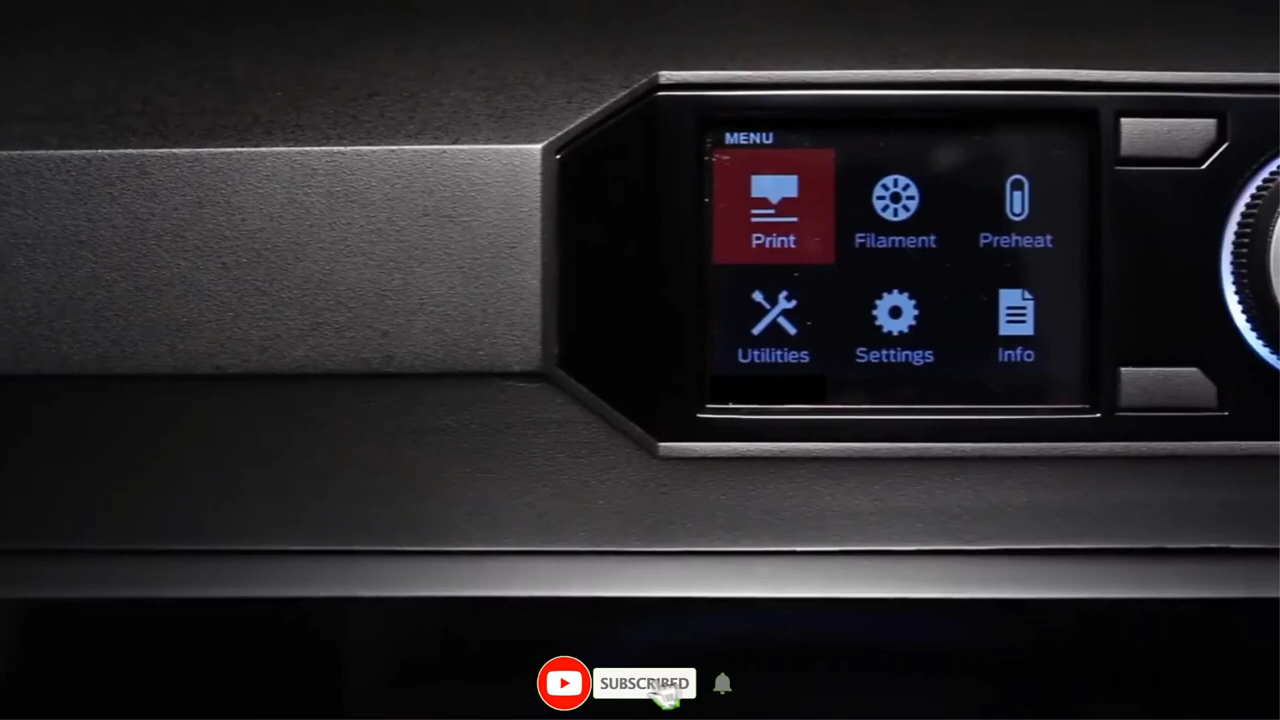 MENU
Print
Filament
Preheat
Utilities
Settings
Info
SUBSCRIBED